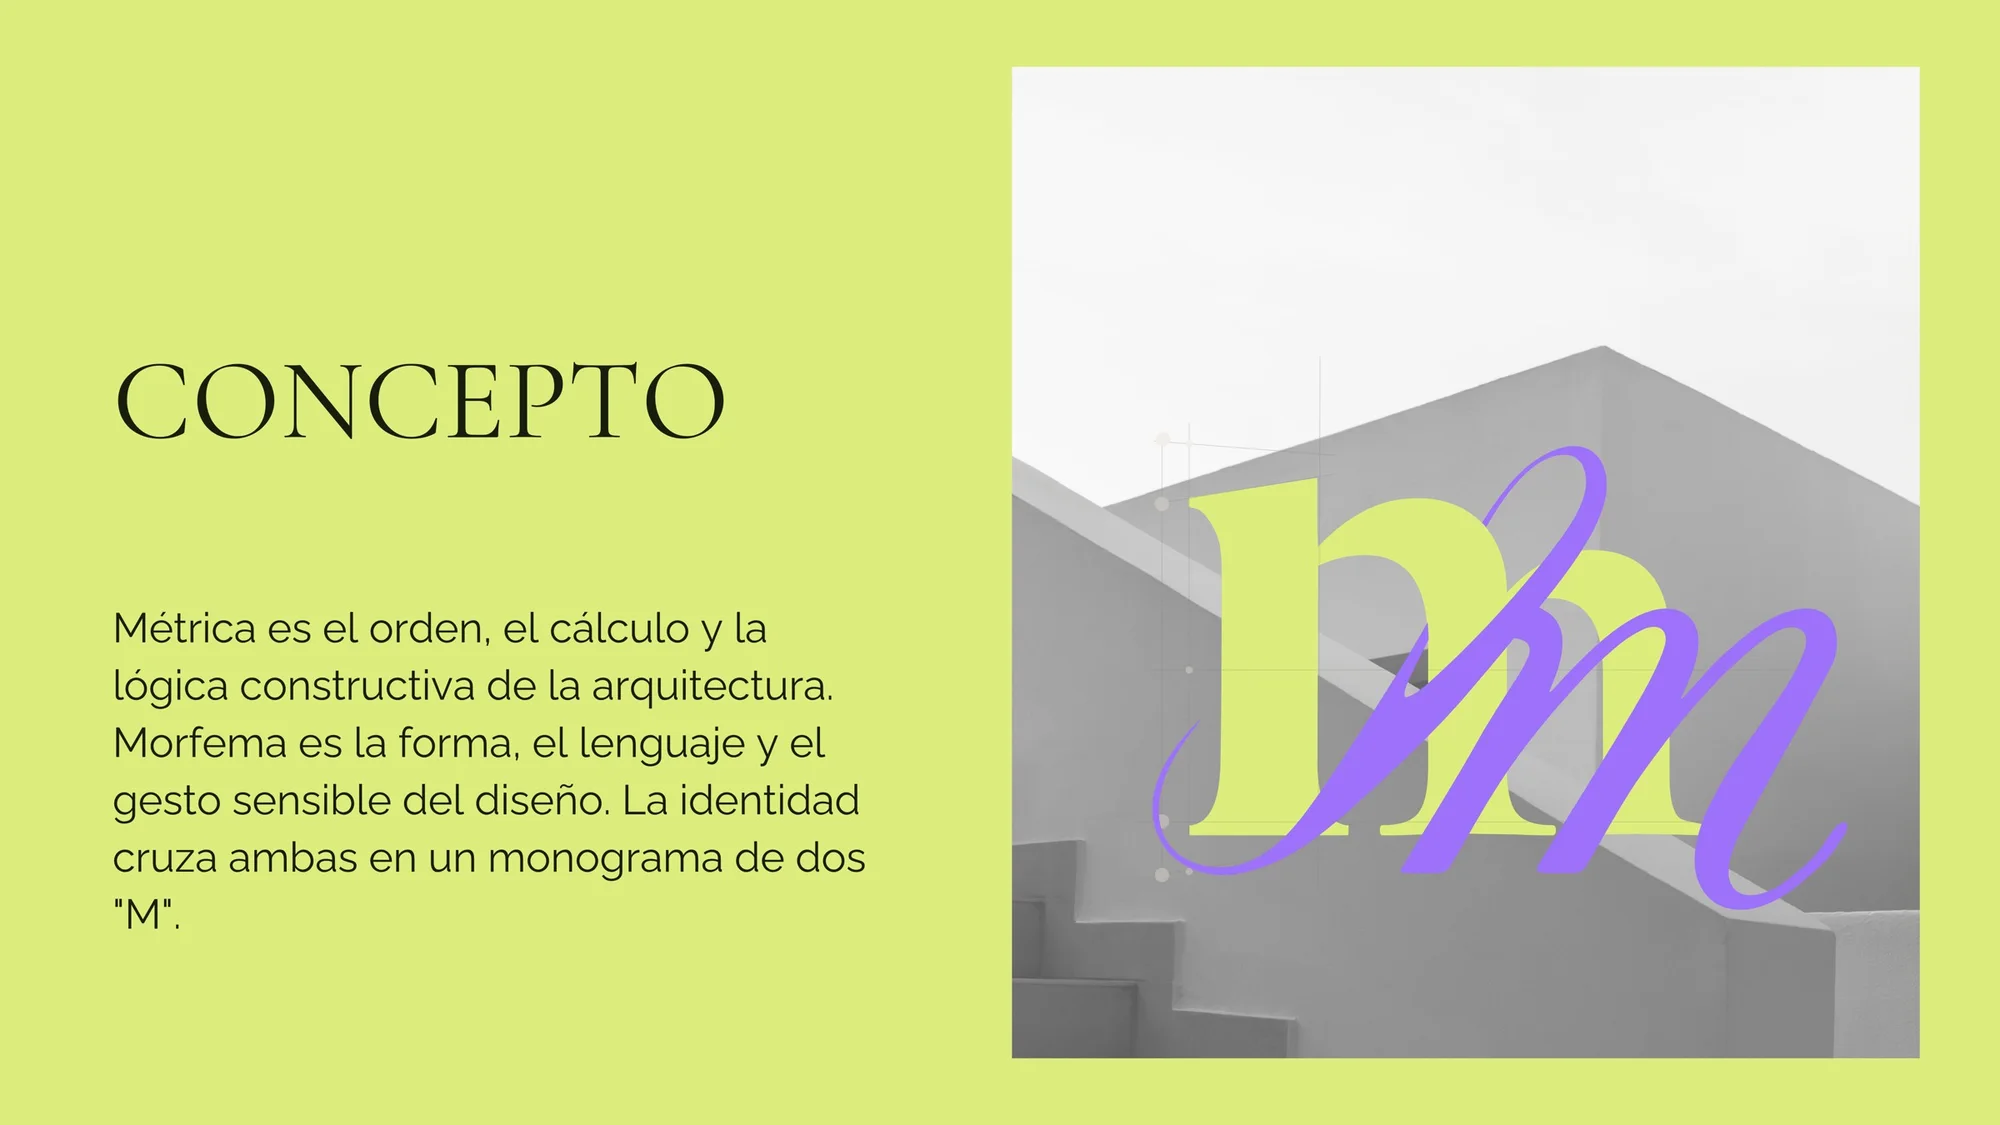 CONCEPTO
Métrica es el orden, el cálculo y la
lógica constructiva de la arquitectura.
Morfema es la forma, el lenguaje y el
gesto sensible del diseño. La identidad
cruza ambas en un monograma de dos
"M".
m
m